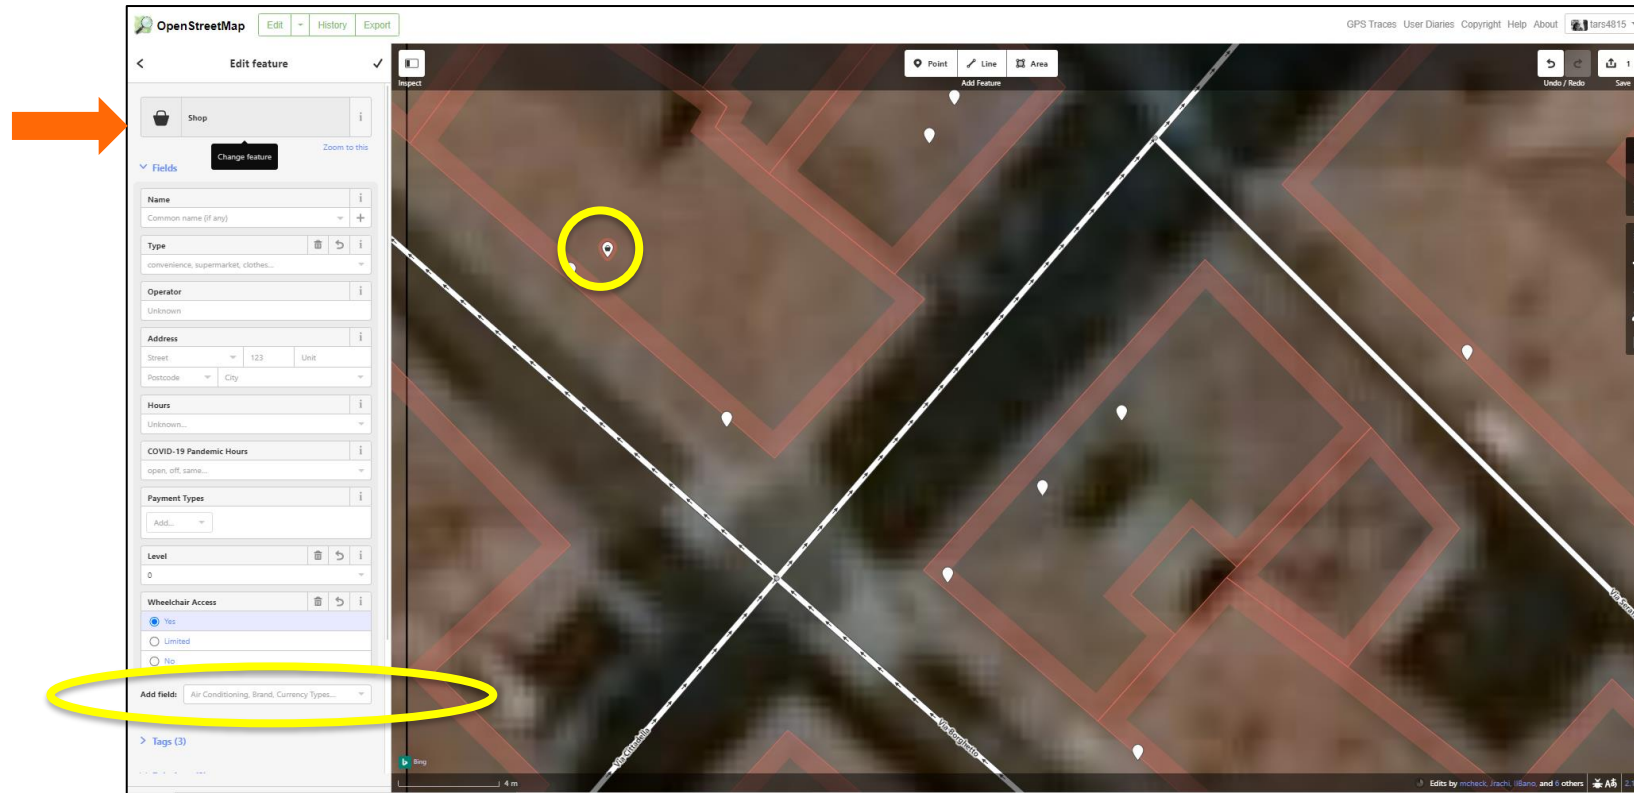 OpenStreetMap Edit History Export GPS Traces User Diaries Copyright Help About tars4815
Edit feature
Inspect
Point Line Area
Add Feature
Undo / Redo
1
Save
Shop
Change feature
Zoom to this
Fields
Name
Common name (if any)
Type
convenience, supermarket, clothes...
Operator
Unknown
Address
Street 123 Unit
Postcode City
Hours
Unknown...
COVID-19 Pandemic Hours
open, off, same...
Payment Types
Add...
Level
0
Wheelchair Access
Yes
Limited
No
Add field: Air Conditioning, Brand, Currency Types...
Tags (3)
Via Cittadella
Via Borghetto
Bing
4 m
Edits by mcheck, Jrachi, IlBano, and 6 others